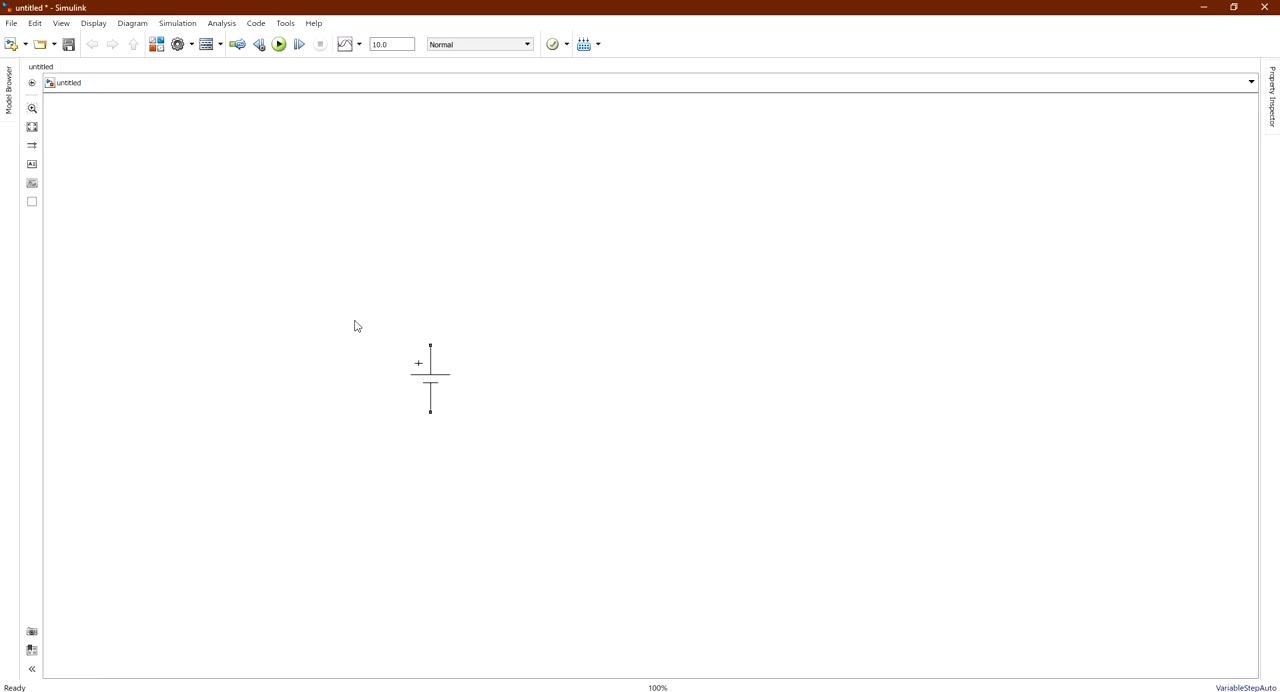 untitled * - Simulink
File Edit View Display Diagram Simulation Analysis Code Tools Help
10.0 Normal
Model Browser
untitled
untitled
Property Inspector
+
Ready 100% VariableStepAuto